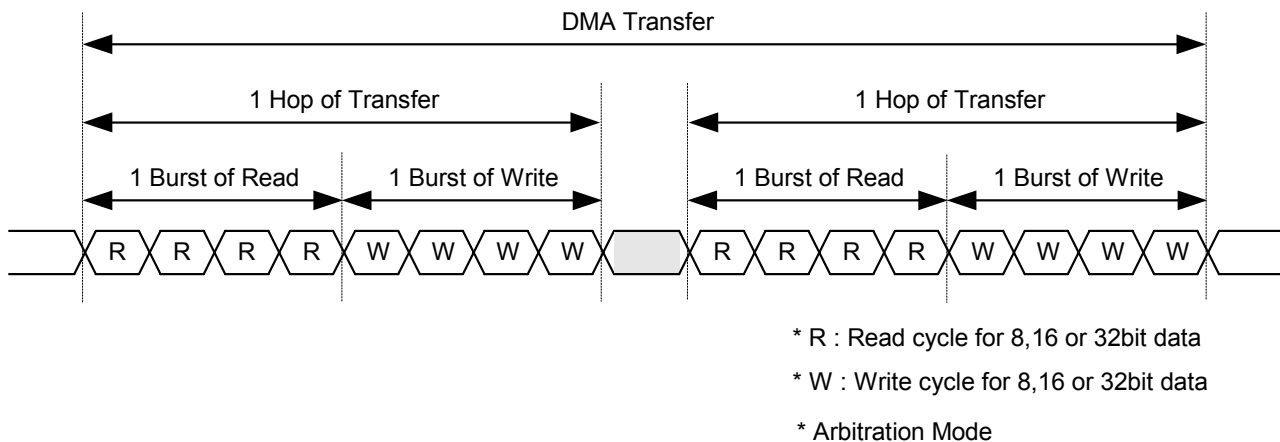 DMA Transfer
1 Hop of Transfer 1 Hop of Transfer
1 Burst of Read 1 Burst of Write 1 Burst of Read 1 Burst of Write
R R R R W W W W R R R R W W W W
* R : Read cycle for 8,16 or 32bit data
* W : Write cycle for 8,16 or 32bit data
* Arbitration Mode